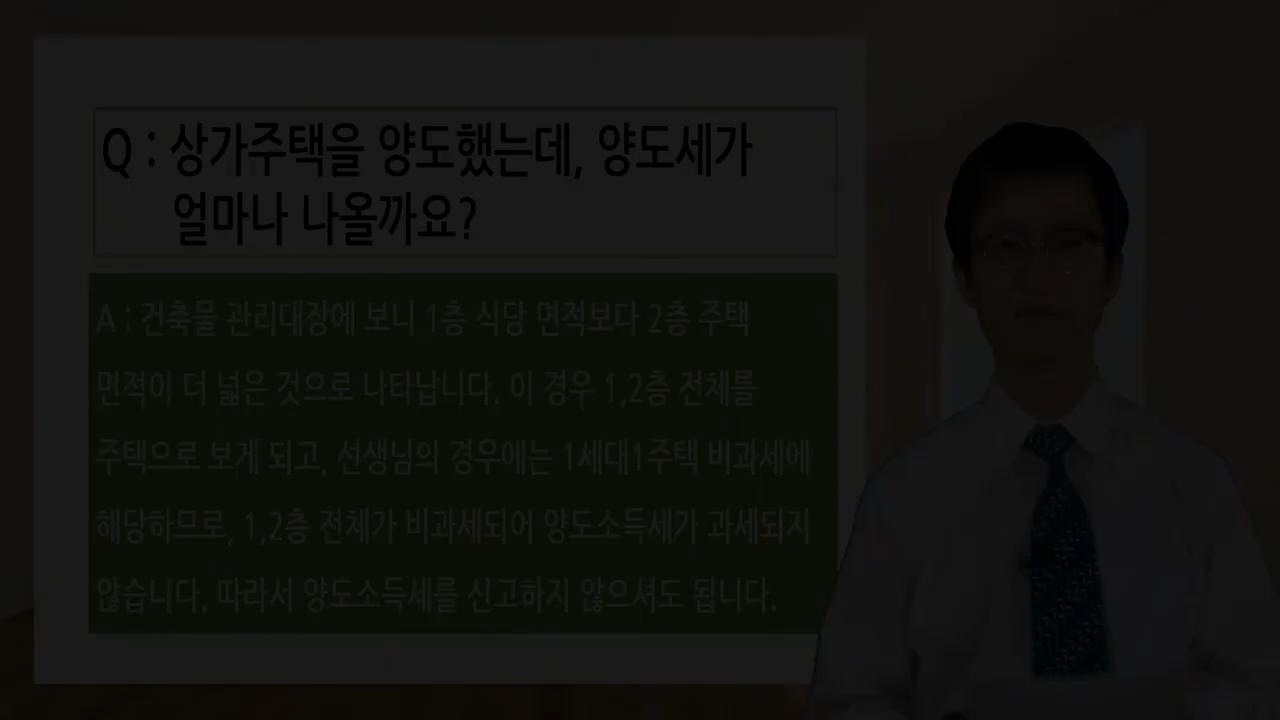 Q : 상가주택을 양도했는데, 양도세가
얼마나 나올까요?
A : 건축물 관리대장에 보니 1층 식당 면적보다 2층 주택
면적이 더 넓은 것으로 나타납니다. 이 경우 1,2층 전체를
주택으로 보게 되고, 선생님의 경우에는 1세대1주택 비과세에
해당하므로, 1,2층 전체가 비과세되어 양도소득세가 과세되지
않습니다. 따라서 양도소득세를 신고하지 않으셔도 됩니다.